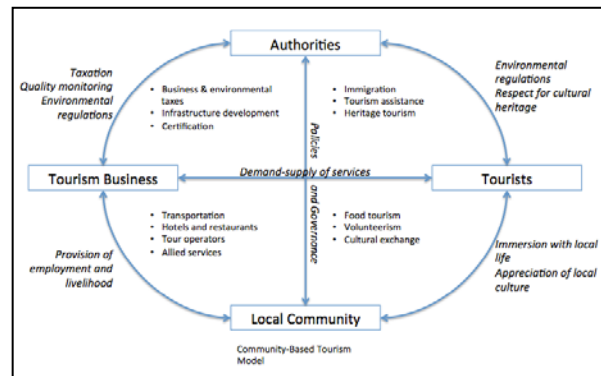 Authorities
Taxation
Quality monitoring
Environmental
regulations
• Business & environmental
taxes
• Infrastructure development
• Certification
• Immigration
• Tourism assistance
• Heritage tourism
Environmental
regulations
Respect for cultural
heritage
Policies
and Governance
Tourism Business
Demand-supply of services
Tourists
• Transportation
• Hotels and restaurants
• Tour operators
• Allied services
• Food tourism
• Volunteerism
• Cultural exchange
Provision of
employment and
livelihood
Immersion with local
life
Appreciation of local
culture
Local Community
Community-Based Tourism
Model